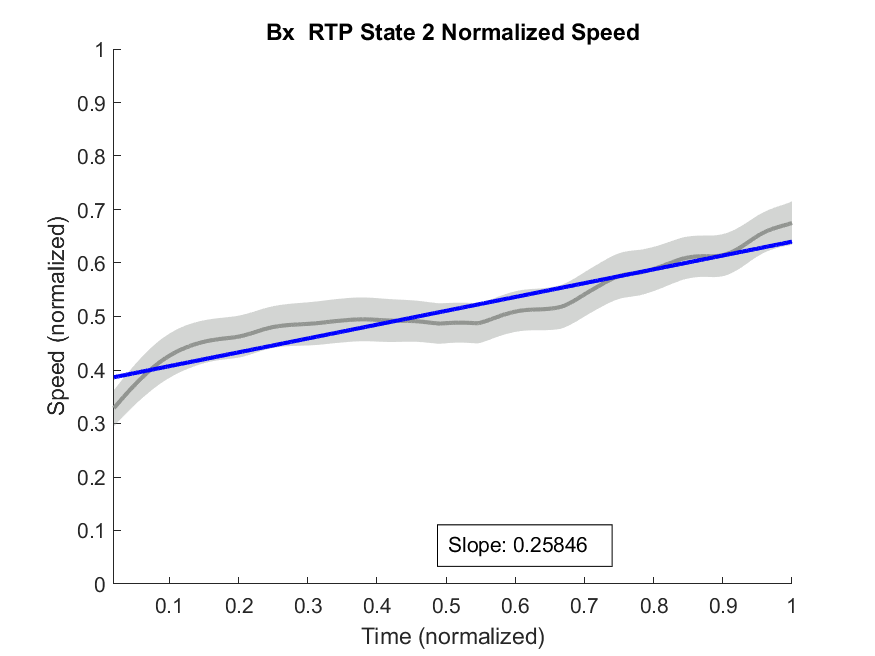 Bx  RTP State 2 Normalized Speed
1
0.9
0.8
0.7
0.6
0.5
0.4
0.3
0.2
0.1
0
Speed (normalized)
Slope: 0.25846
0.1 0.2 0.3 0.4 0.5 0.6 0.7 0.8 0.9 1
Time (normalized)